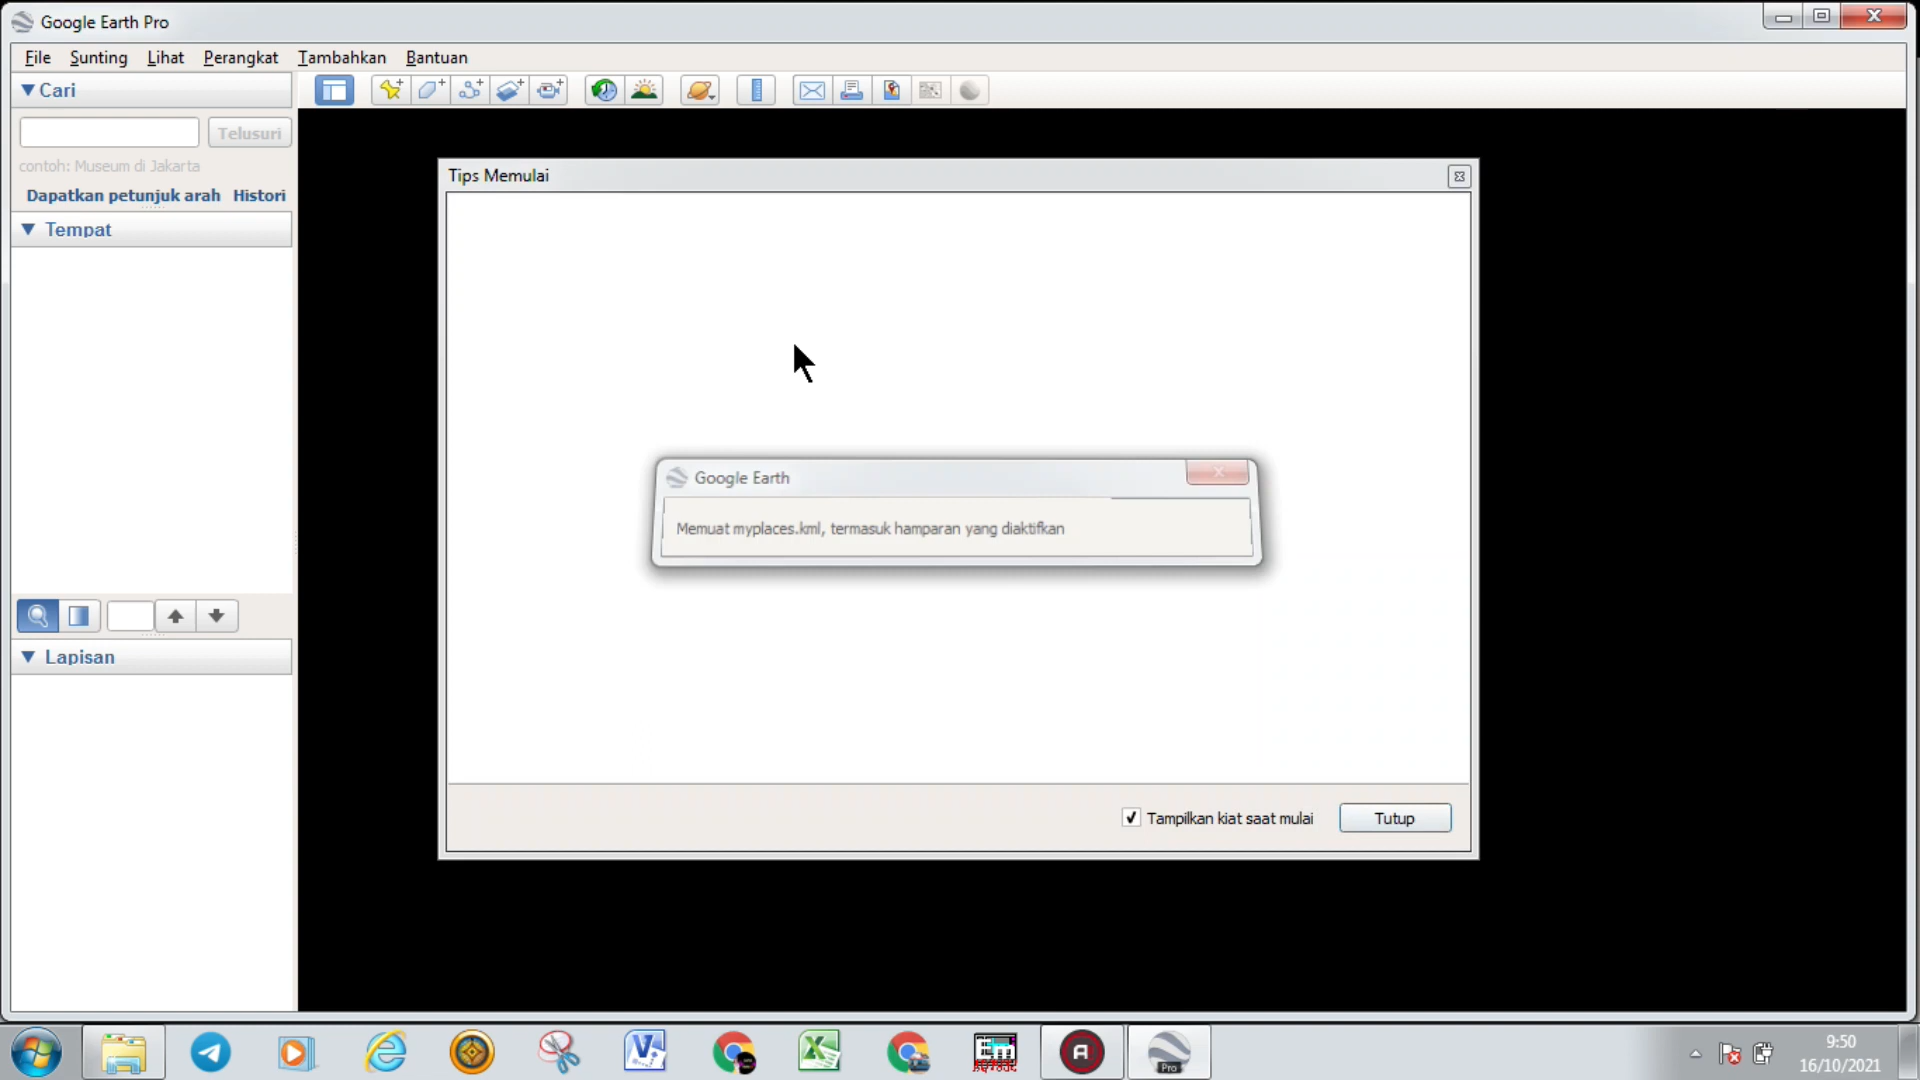 Google Earth Pro
File Sunting Lihat Perangkat Tambahkan Bantuan
Cari
Telusuri
contoh: Museum di Jakarta
Dapatkan petunjuk arah Histori
Tempat
Tips Memulai
Google Earth
Memuat myplaces.kml, termasuk hamparan yang diaktifkan
Lapisan
Tampilkan kiat saat mulai Tutup
Pro
9:50
16/10/2021